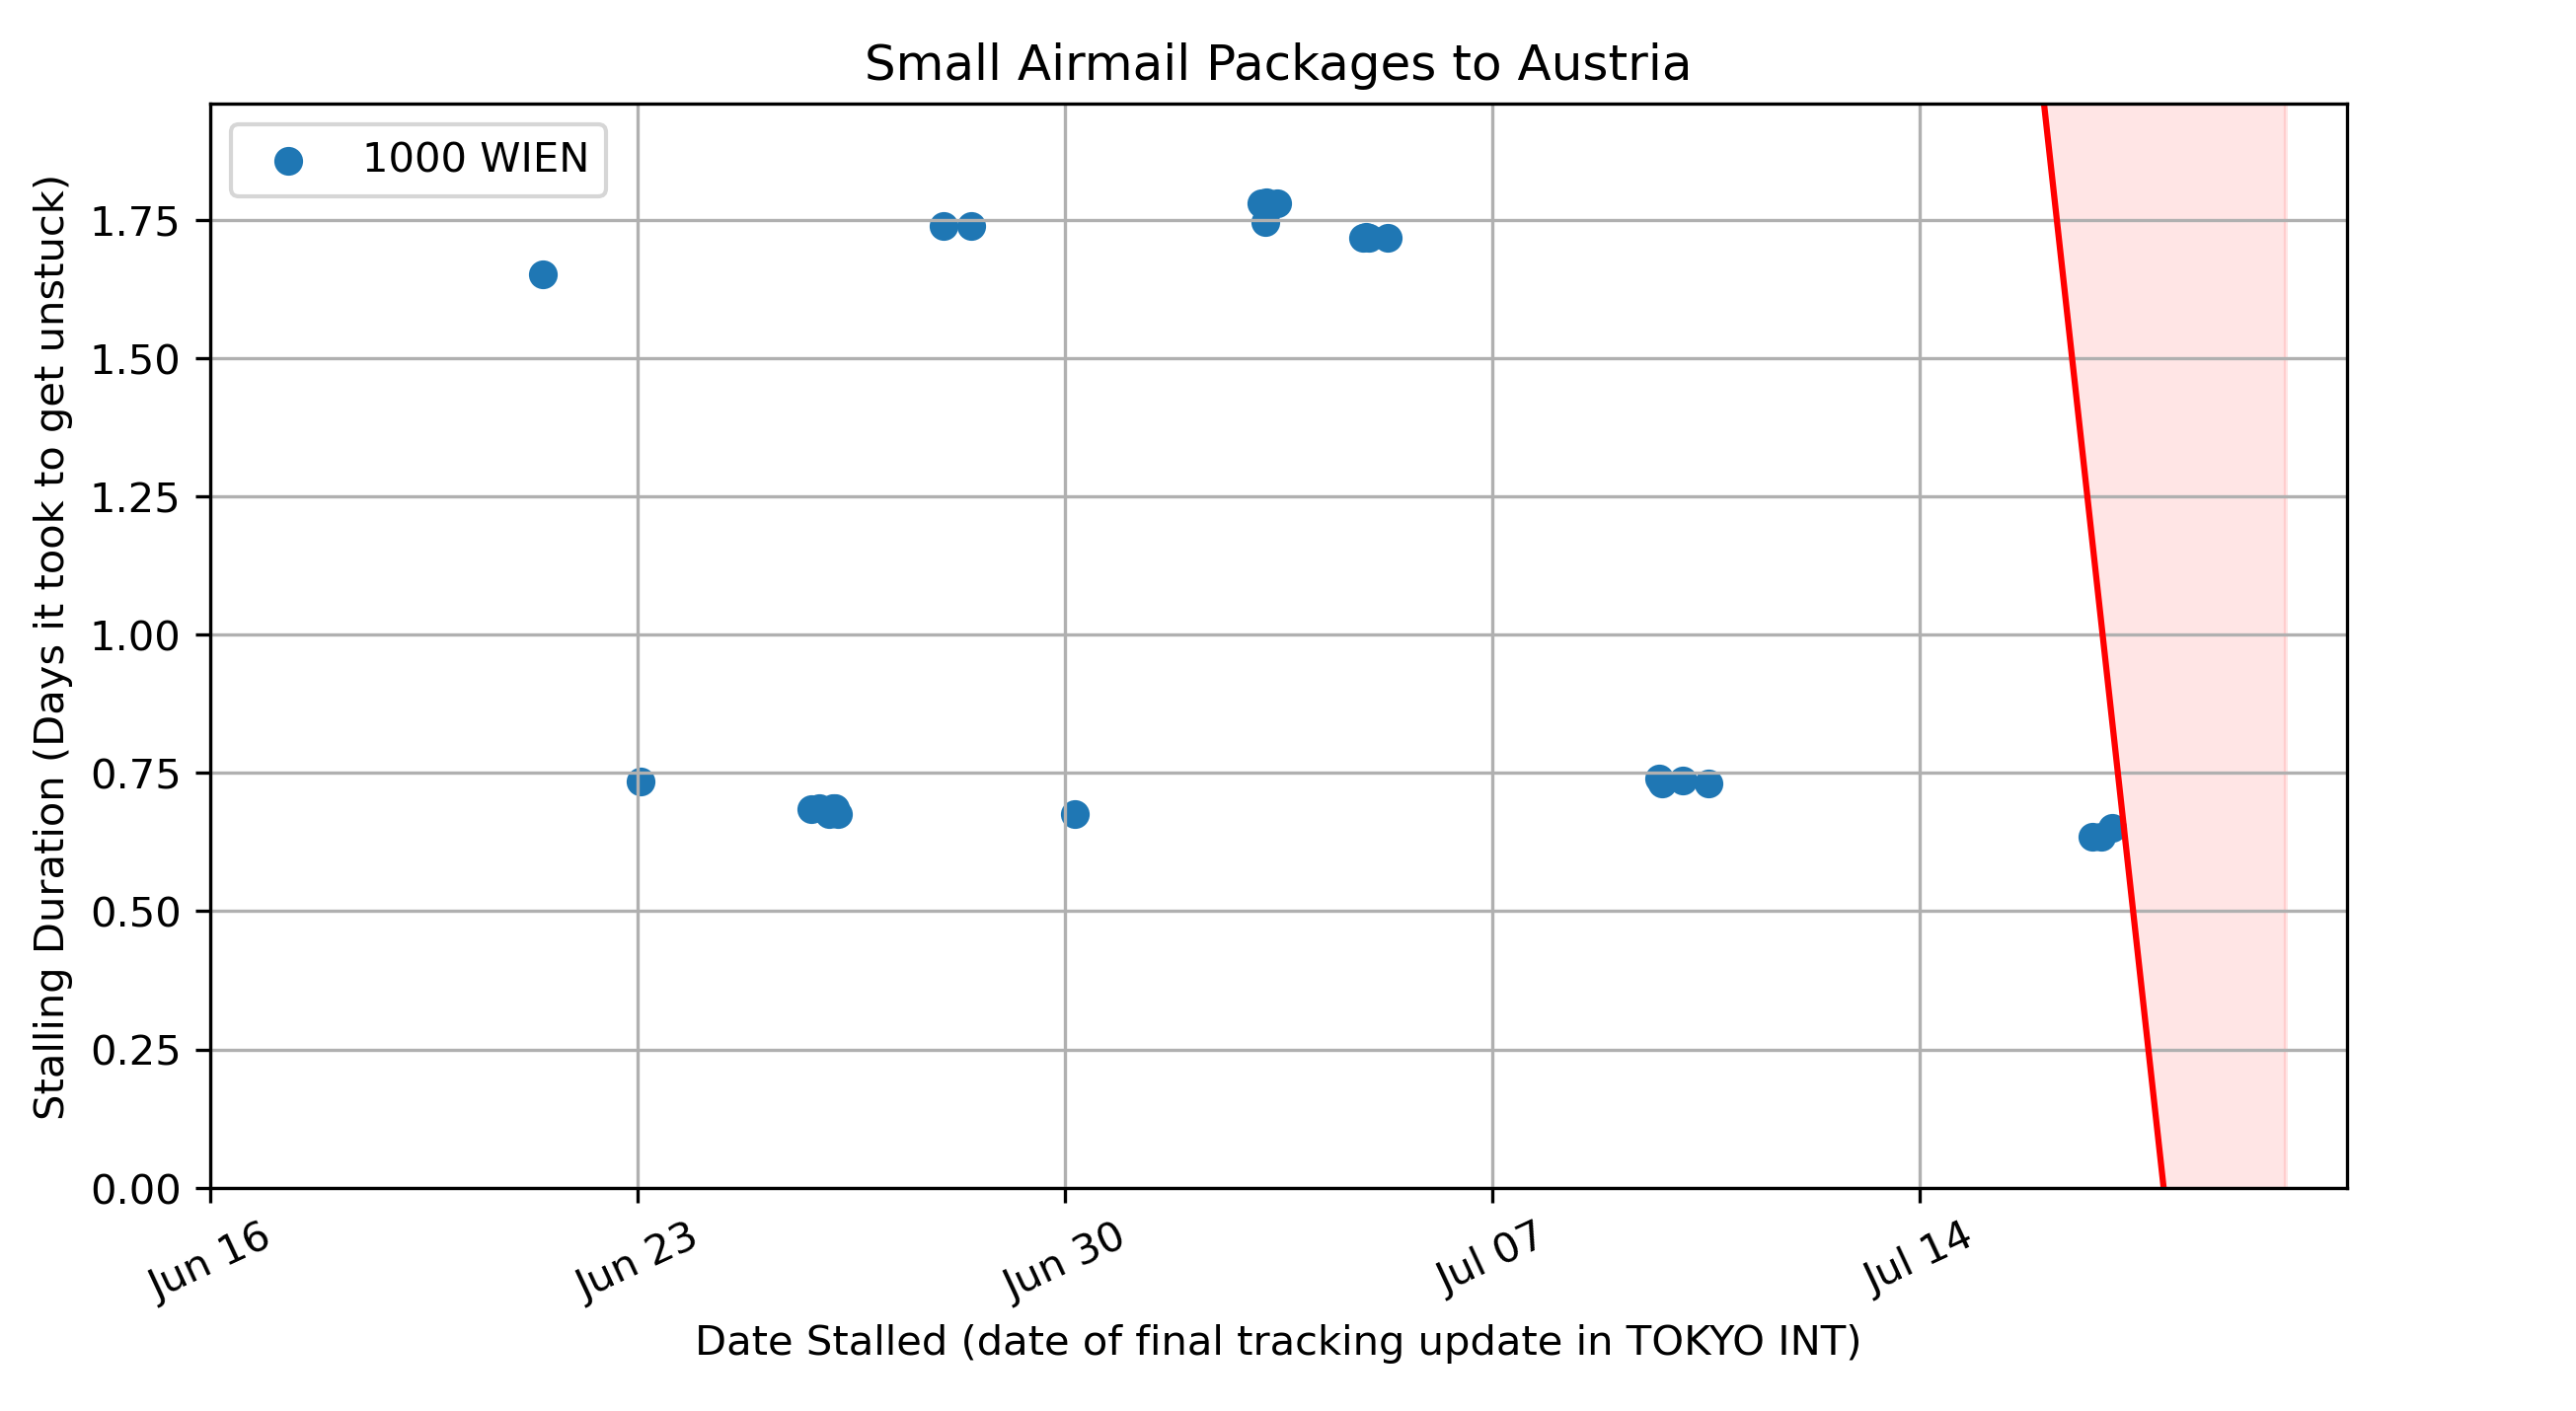 Small Airmail Packages to Austria
1000 WIEN
Stalling Duration (Days it took to get unstuck)
1.75
1.50
1.25
1.00
0.75
0.50
0.25
0.00
Jun 16
Jun 23
Jun 30
Jul 07
Jul 14
Date Stalled (date of final tracking update in TOKYO INT)